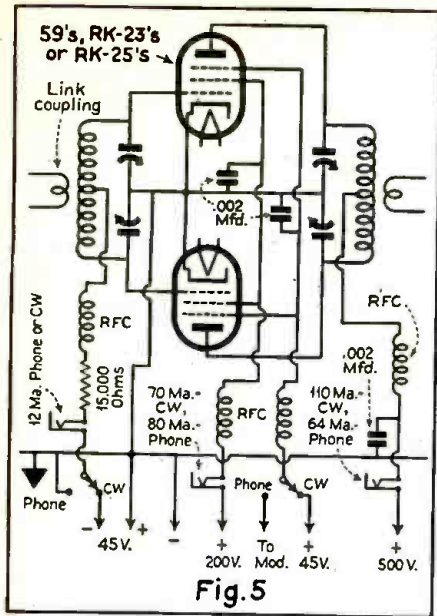 59's, RK-23's
or RK-25's
Link
coupling
.002
Mfd.
RFC
RFC
.002
Mfd.
12 Ma. Phone or CW
15,000
Ohms
70 Ma.-
CW,
80 Ma.-
Phone
RFC
110 Ma.-
CW,
64 Ma.-
Phone
Phone
CW
Phone
CW
- 45V. +
-
+
200V.
To
Mod.
+
45V.
+
500V.
Fig.5